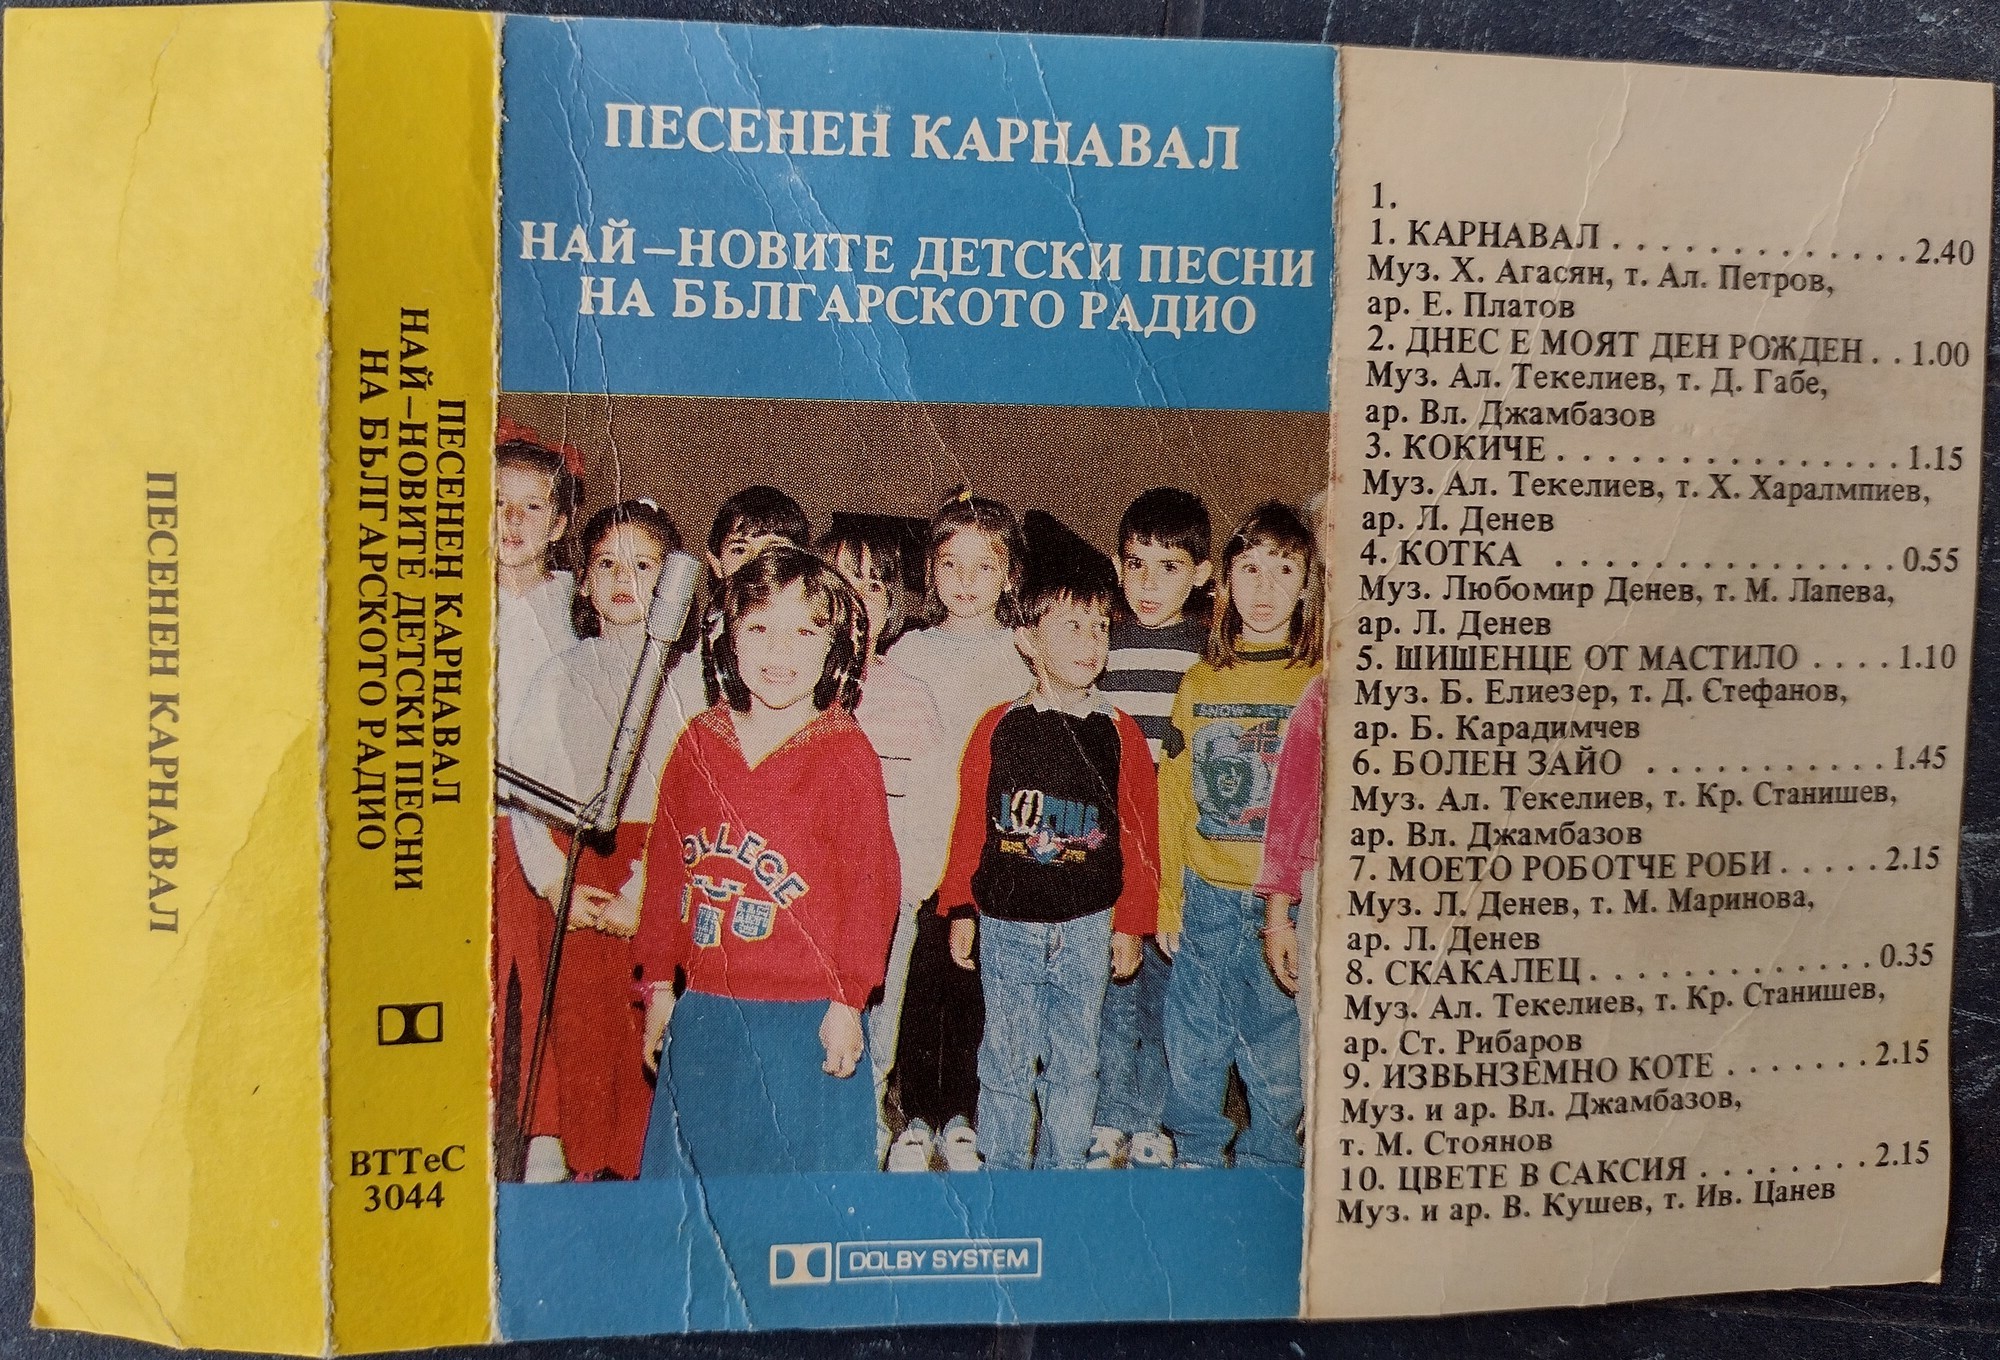 ПЕСЕНЕН КАРНАВАЛ
ПЕСЕНЕН КАРНАВАЛ
НАЙ–НОВИТЕ ДЕТСКИ ПЕСНИ
НА БЪЛГАРСКОТО РАДИО
ВТТеС
3044
ПЕСЕНЕН КАРНАВАЛ
НАЙ–НОВИТЕ ДЕТСКИ ПЕСНИ
НА БЪЛГАРСКОТО РАДИО
OLLEGE
SNOW-
DOLBY SYSTEM
1.
1. КАРНАВАЛ . . . . . . . . . . . . . 2.40
Муз. Х. Агасян, т. Ал. Петров,
ар. Е. Платов
2. ДНЕС Е МОЯТ ДЕН РОЖДЕН . . 1.00
Муз. Ал. Текелиев, т. Д. Габе,
ар. Вл. Джамбазов
3. КОКИЧЕ . . . . . . . . . . . . . . . 1.15
Муз. Ал. Текелиев, т. Х. Харалмпиев,
ар. Л. Денев
4. КОТКА . . . . . . . . . . . . . . . 0.55
Муз. Любомир Денев, т. М. Лапева,
ар. Л. Денев
5. ШИШЕНЦЕ ОТ МАСТИЛО . . . . 1.10
Муз. Б. Елиезер, т. Д. Стефанов,
ар. Б. Карадимчев
6. БОЛЕН ЗАЙО . . . . . . . . . . . 1.45
Муз. Ал. Текелиев, т. Кр. Станишев,
ар. Вл. Джамбазов
7. МОЕТО РОБОТЧЕ РОБИ . . . . . 2.15
Муз. Л. Денев, т. М. Маринова,
ар. Л. Денев
8. СКАКАЛЕЦ . . . . . . . . . . . . . 0.35
Муз. Ал. Текелиев, т. Кр. Станишев,
ар. Ст. Рибаров
9. ИЗВЪНЗЕМНО КОТЕ . . . . . . . 2.15
Муз. и ар. Вл. Джамбазов,
т. М. Стоянов
10. ЦВЕТЕ В САКСИЯ . . . . . . . . 2.15
Муз. и ар. В. Кушев, т. Ив. Цанев